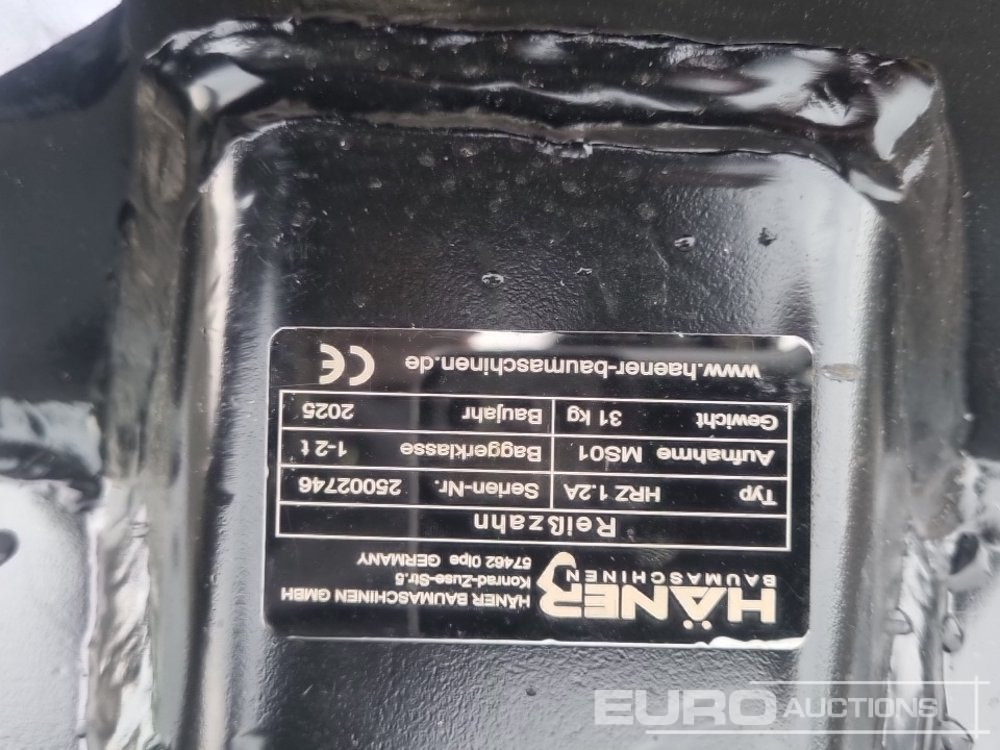 HÄNER
BAUMASCHINEN
HÄNER BAUMASCHINEN GMBH
Konrad-Zuse-Str.5
57462 Olpe GERMANY
Reißzahn
Typ HRZ 1.2A Serien-Nr. 25002746
Aufnahme MS01 Baggerklasse 1-2 t
Gewicht 31 kg Baujahr 2025
www.haener-baumaschinen.de CE
EURO AUCTIONS